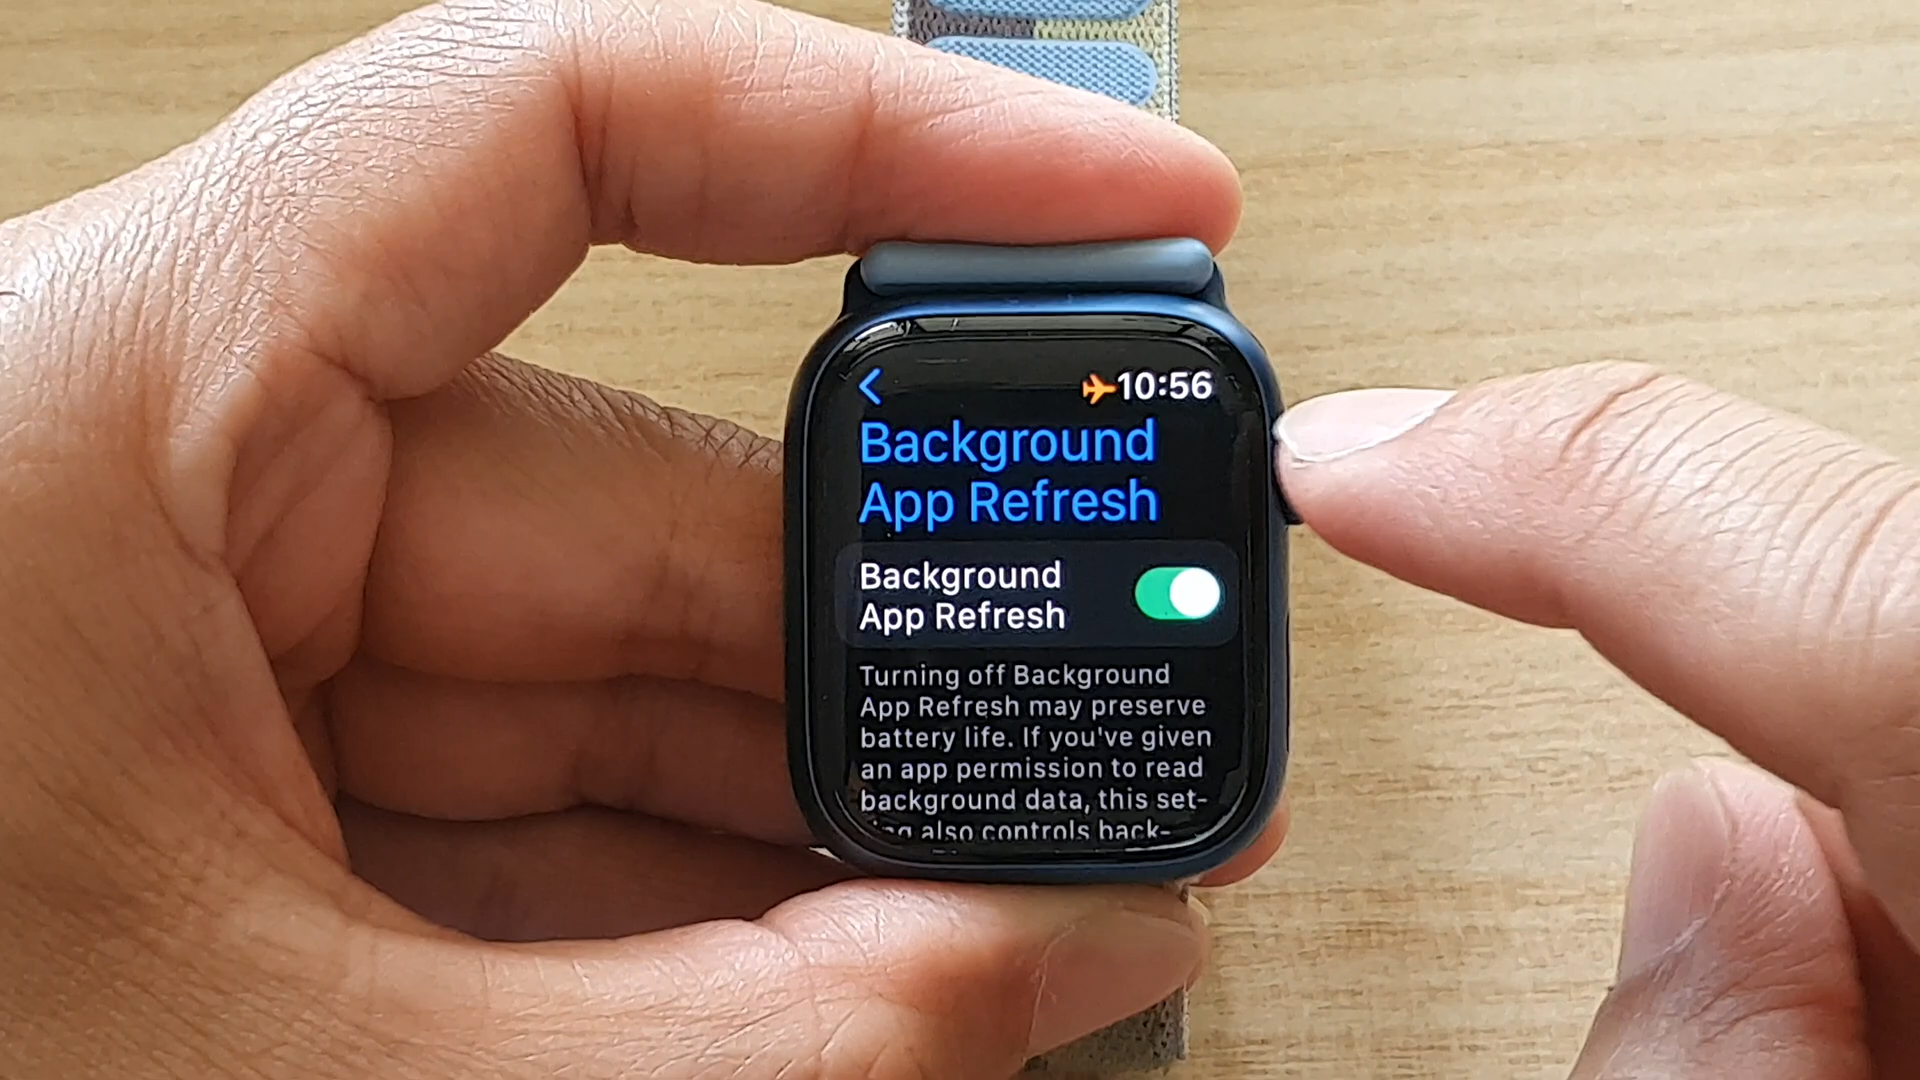 10:56
Background
App Refresh
Background
App Refresh
Turning off Background
App Refresh may preserve
battery life. If you've given
an app permission to read
background data, this set-
ing also controls back-